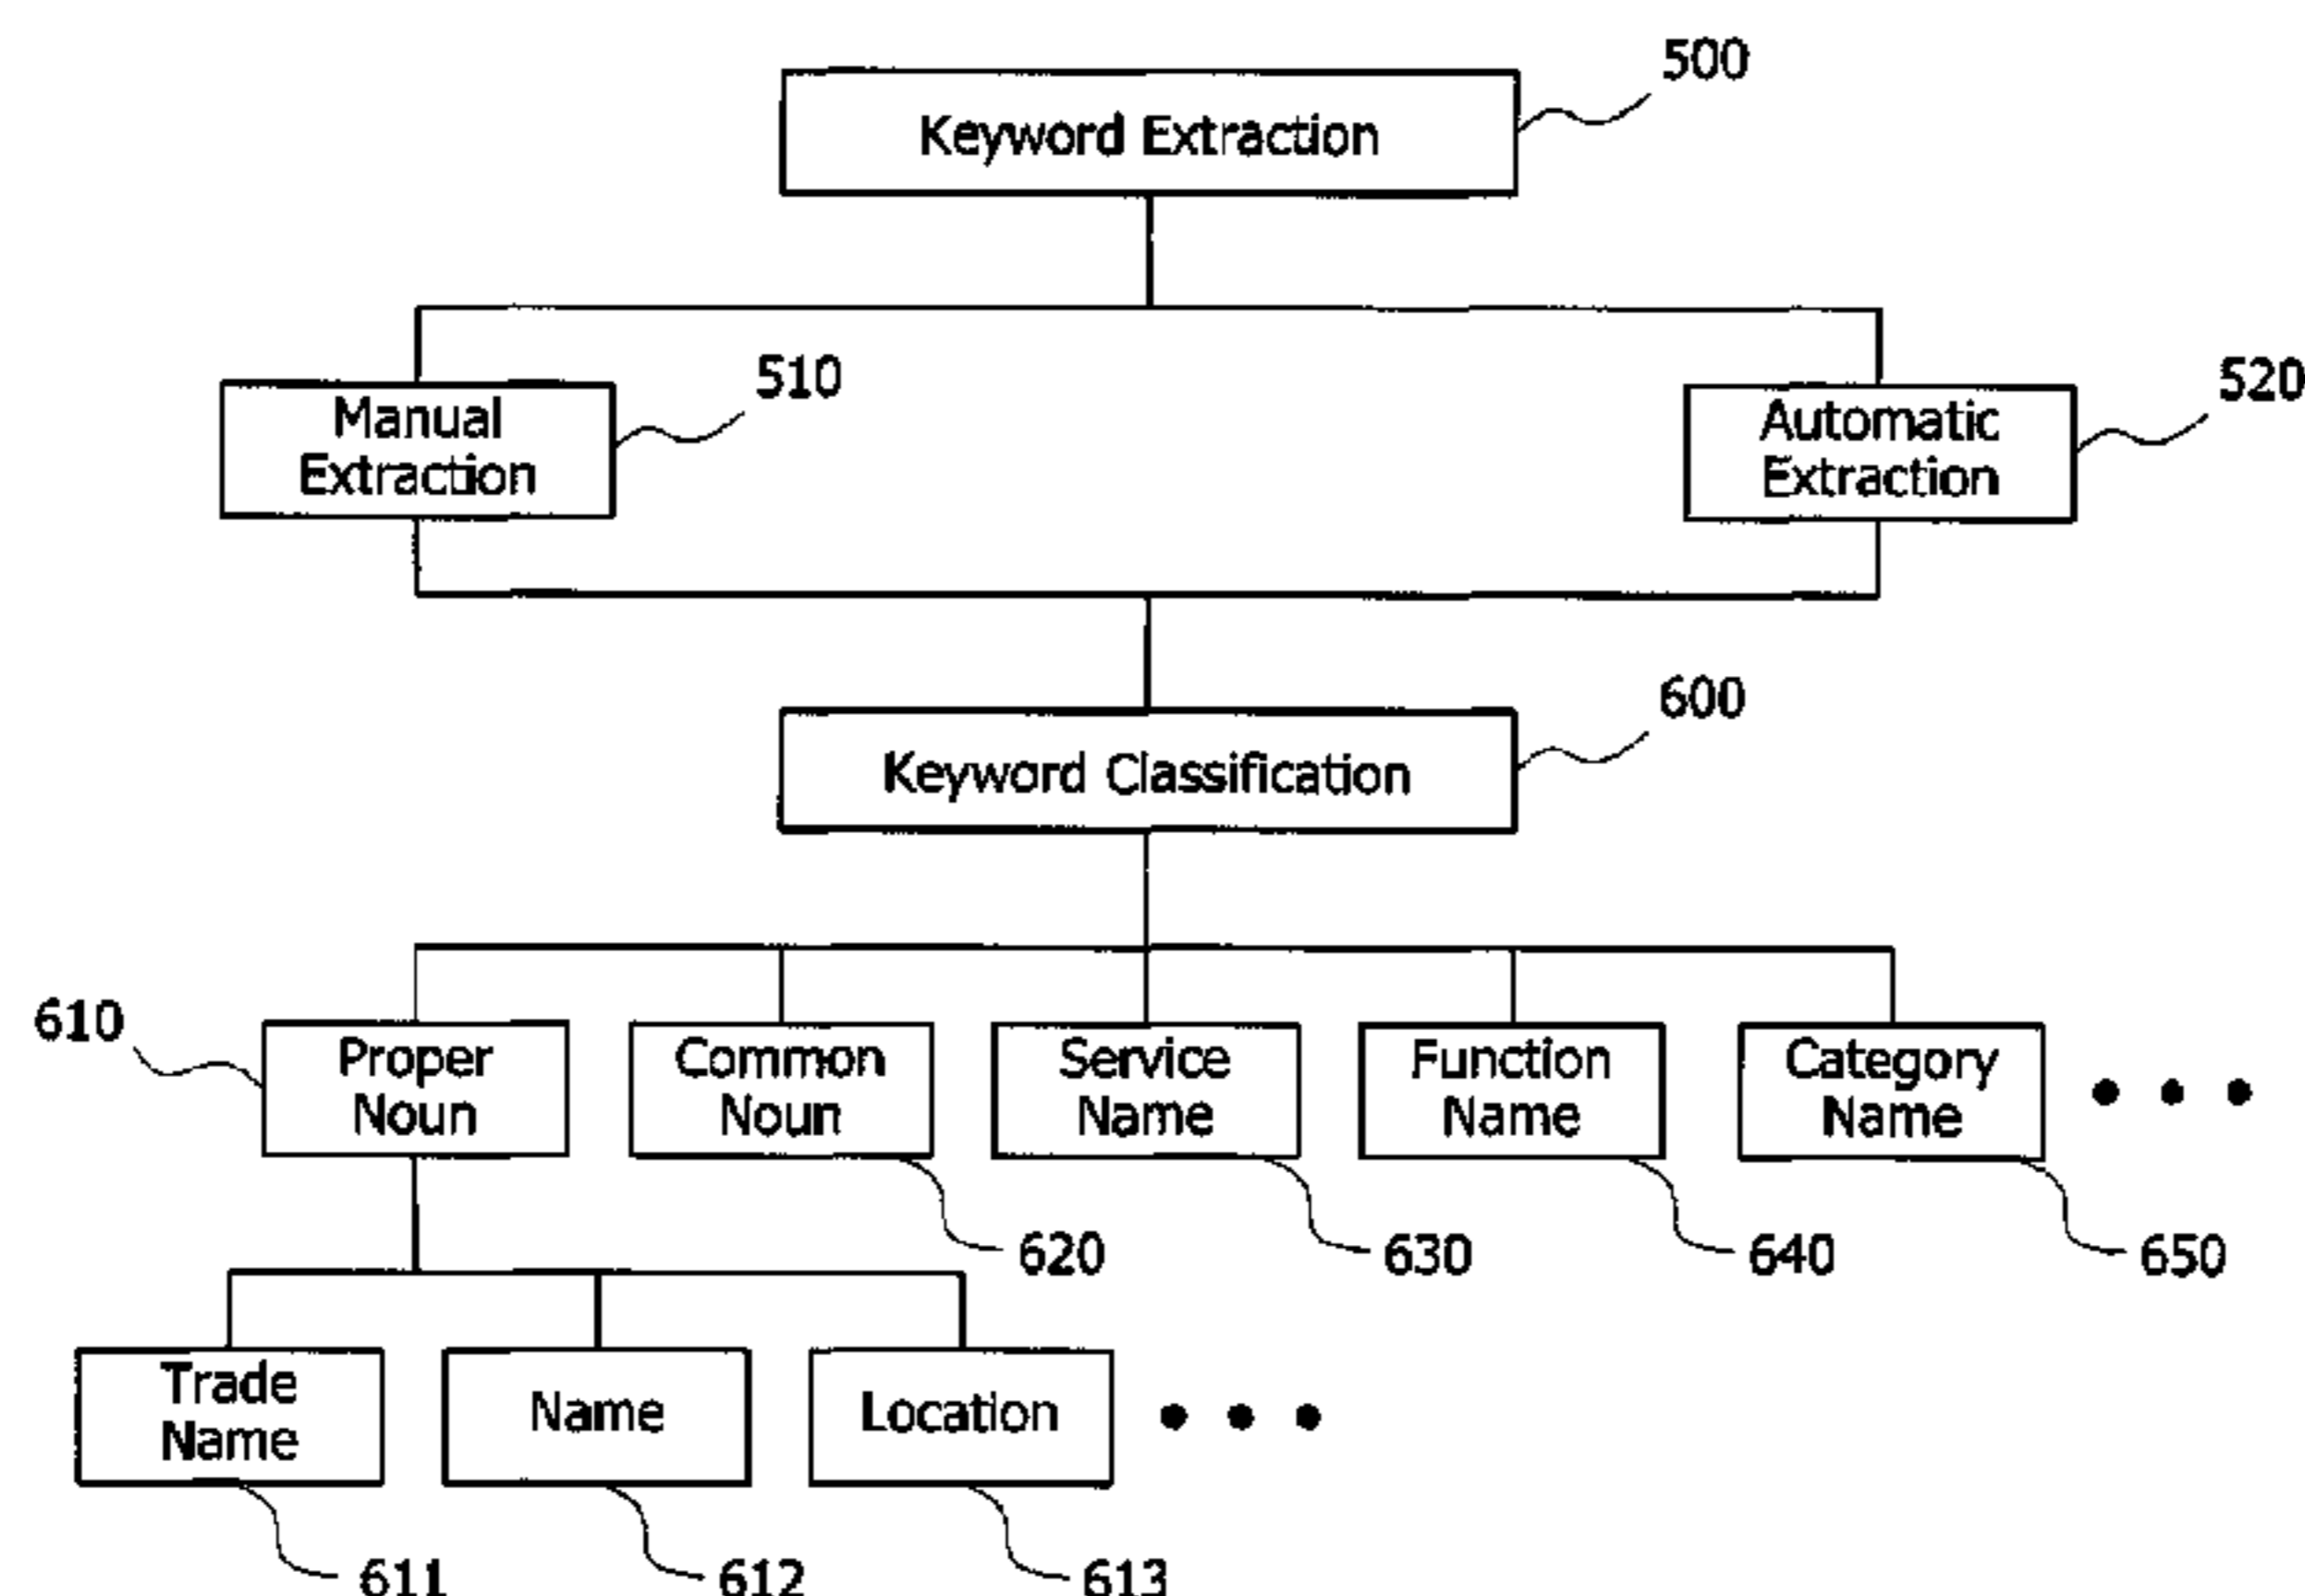 500
Keyword Extraction
510
520
Manual
Extraction
Automatic
Extraction
600
Keyword Classification
610
Proper
Noun
Common
Noun
Service
Name
Function
Name
Category
Name
620
630
640
650
Trade
Name
Name
Location
611
612
613